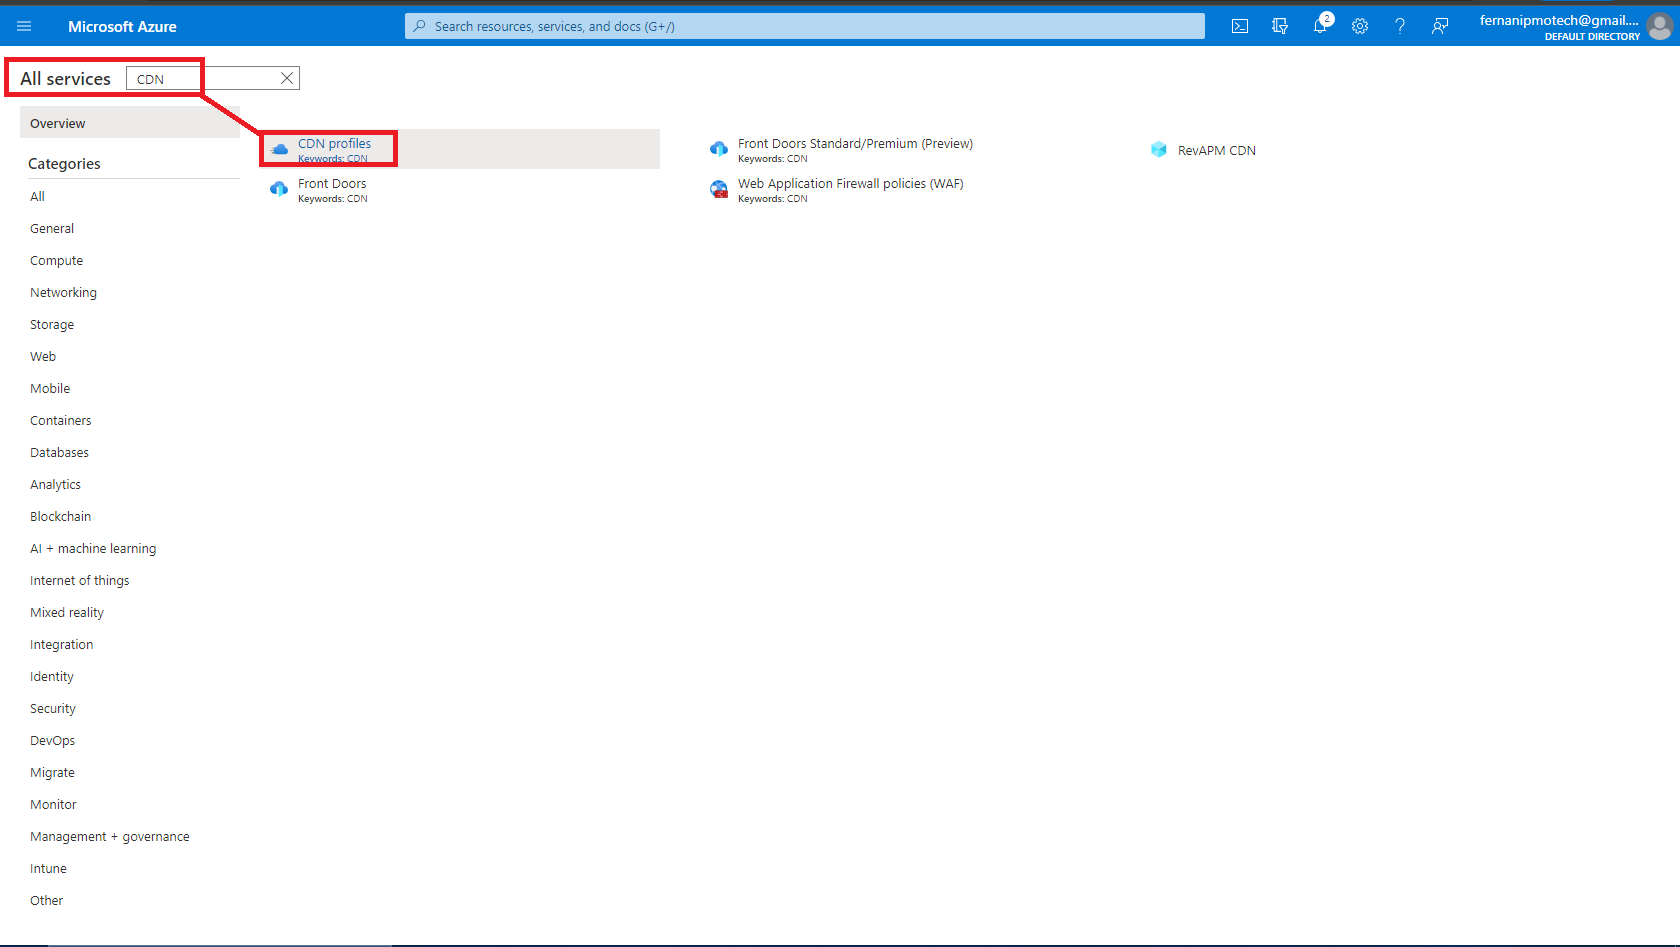 Microsoft Azure
Search resources, services, and docs (G+/)
2
fernanipmotech@gmail....
DEFAULT DIRECTORY
All services
CDN
Overview
Categories
All
General
Compute
Networking
Storage
Web
Mobile
Containers
Databases
Analytics
Blockchain
AI + machine learning
Internet of things
Mixed reality
Integration
Identity
Security
DevOps
Migrate
Monitor
Management + governance
Intune
Other
CDN profiles
Keywords: CDN
Front Doors
Keywords: CDN
Front Doors Standard/Premium (Preview)
Keywords: CDN
Web Application Firewall policies (WAF)
Keywords: CDN
RevAPM CDN